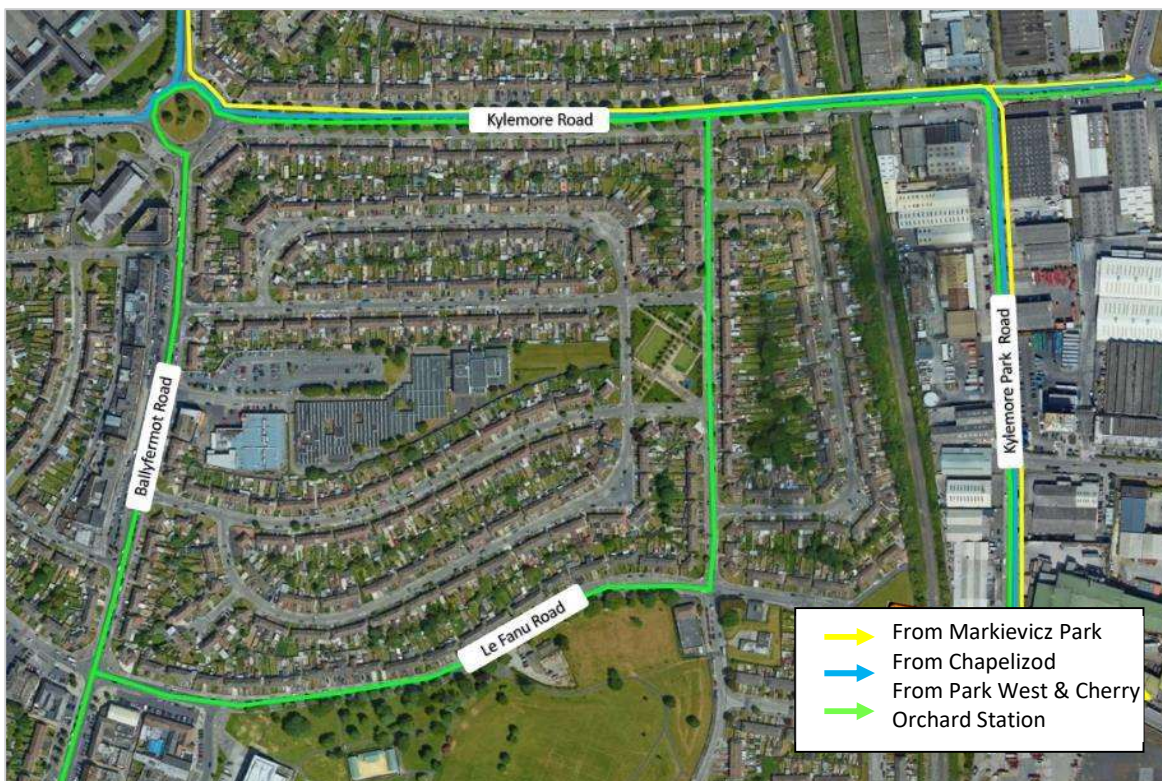 Kylemore Road
Kylemore Park Road
Ballyfermot Road
Le Fanu Road
From Markievicz Park
From Chapelizod
From Park West & Cherry
Orchard Station